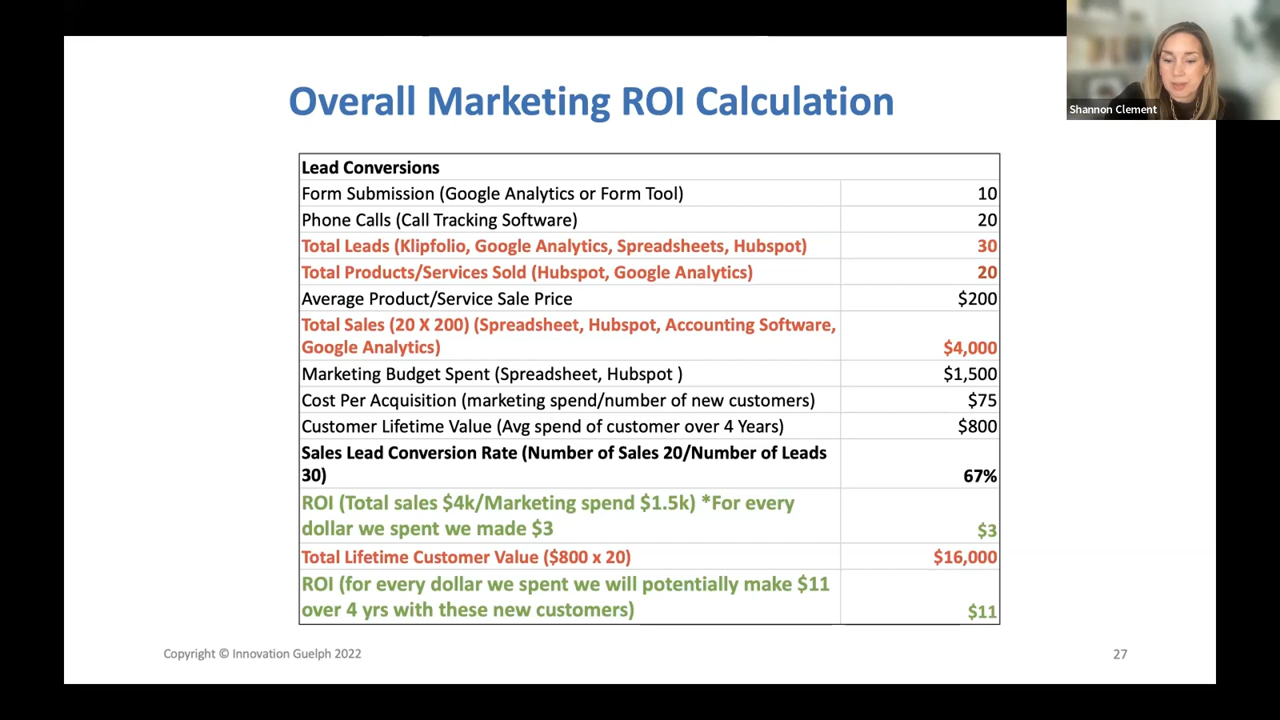 Overall Marketing ROI Calculation
Shannon Clement
Lead Conversions
Form Submission (Google Analytics or Form Tool) 10
Phone Calls (Call Tracking Software) 20
Total Leads (Klipfolio, Google Analytics, Spreadsheets, Hubspot) 30
Total Products/Services Sold (Hubspot, Google Analytics) 20
Average Product/Service Sale Price $200
Total Sales (20 X 200) (Spreadsheet, Hubspot, Accounting Software,
Google Analytics) $4,000
Marketing Budget Spent (Spreadsheet, Hubspot ) $1,500
Cost Per Acquisition (marketing spend/number of new customers) $75
Customer Lifetime Value (Avg spend of customer over 4 Years) $800
Sales Lead Conversion Rate (Number of Sales 20/Number of Leads
30) 67%
ROI (Total sales $4k/Marketing spend $1.5k) *For every
dollar we spent we made $3 $3
Total Lifetime Customer Value ($800 x 20) $16,000
ROI (for every dollar we spent we will potentially make $11
over 4 yrs with these new customers) $11
Copyright © Innovation Guelph 2022 27